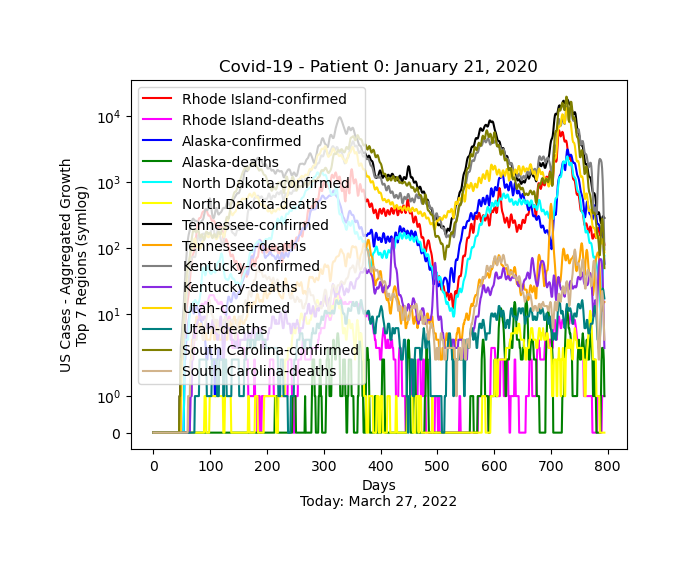 Covid-19 - Patient 0: January 21, 2020
US Cases - Aggregated Growth
Top 7 Regions (symlog)
10^4
10^3
10^2
10^1
10^0
0
Rhode Island-confirmed
Rhode Island-deaths
Alaska-confirmed
Alaska-deaths
North Dakota-confirmed
North Dakota-deaths
Tennessee-confirmed
Tennessee-deaths
Kentucky-confirmed
Kentucky-deaths
Utah-confirmed
Utah-deaths
South Carolina-confirmed
South Carolina-deaths
0 100 200 300 400 500 600 700 800
Days
Today: March 27, 2022